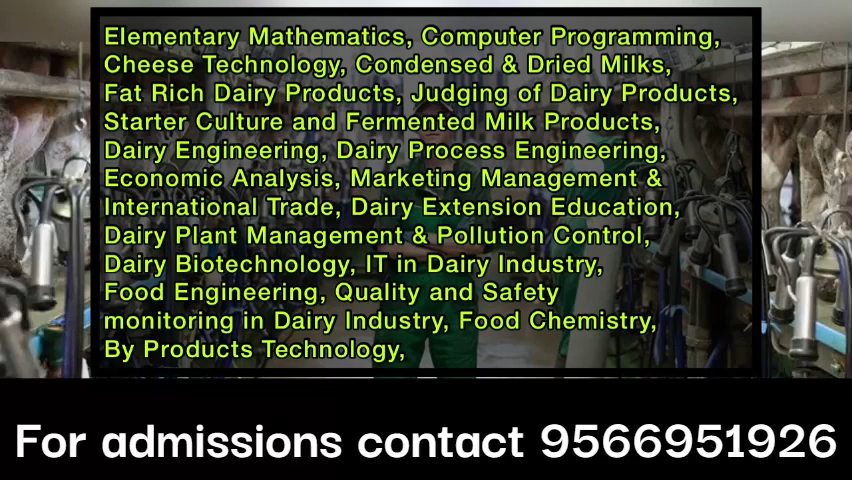 Elementary Mathematics, Computer Programming,
Cheese Technology, Condensed & Dried Milks,
Fat Rich Dairy Products, Judging of Dairy Products,
Starter Culture and Fermented Milk Products,
Dairy Engineering, Dairy Process Engineering,
Economic Analysis, Marketing Management &
International Trade, Dairy Extension Education,
Dairy Plant Management & Pollution Control,
Dairy Biotechnology, IT in Dairy Industry,
Food Engineering, Quality and Safety
monitoring in Dairy Industry, Food Chemistry,
By Products Technology,
For admissions contact 9566951926